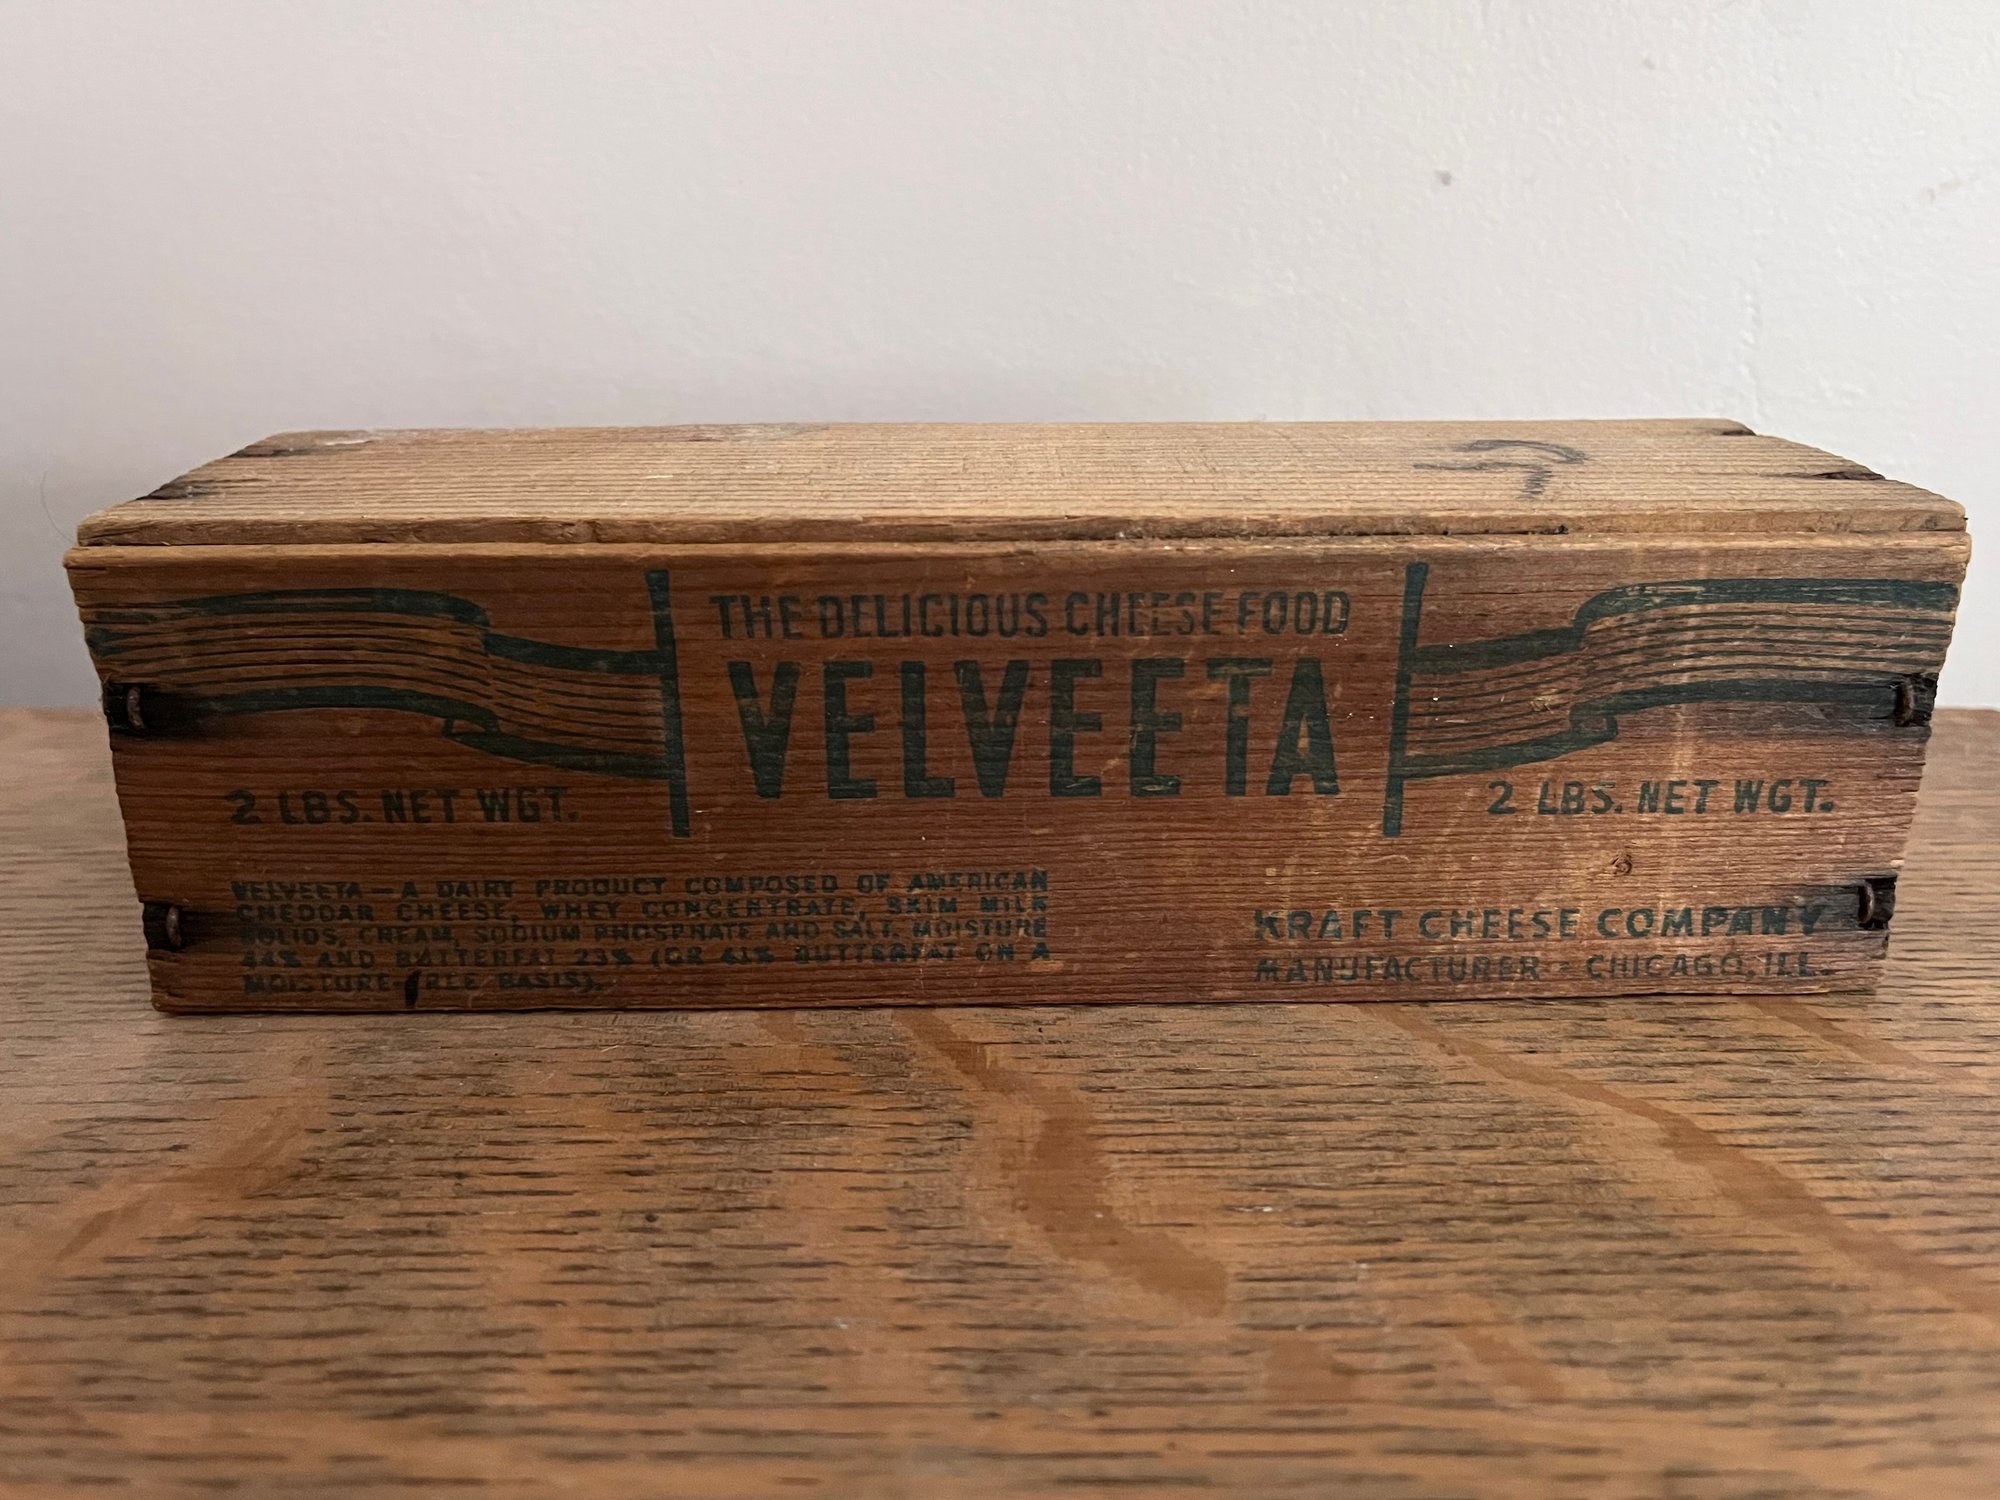 THE DELICIOUS CHEESE FOOD
VELVEETA
2 LBS. NET WGT.
2 LBS. NET WGT.
VELVEETA — A DAIRY PRODUCT COMPOSED OF AMERICAN
CHEDDAR CHEESE, WHEY CONCENTRATE, SKIM MILK
SOLIDS, CREAM, SODIUM PHOSPHATE AND SALT. MOISTURE
44% AND BUTTERFAT 23% (OR 41% BUTTERFAT ON A
MOISTURE-FREE BASIS).
KRAFT CHEESE COMPANY
MANUFACTURER - CHICAGO, ILL.